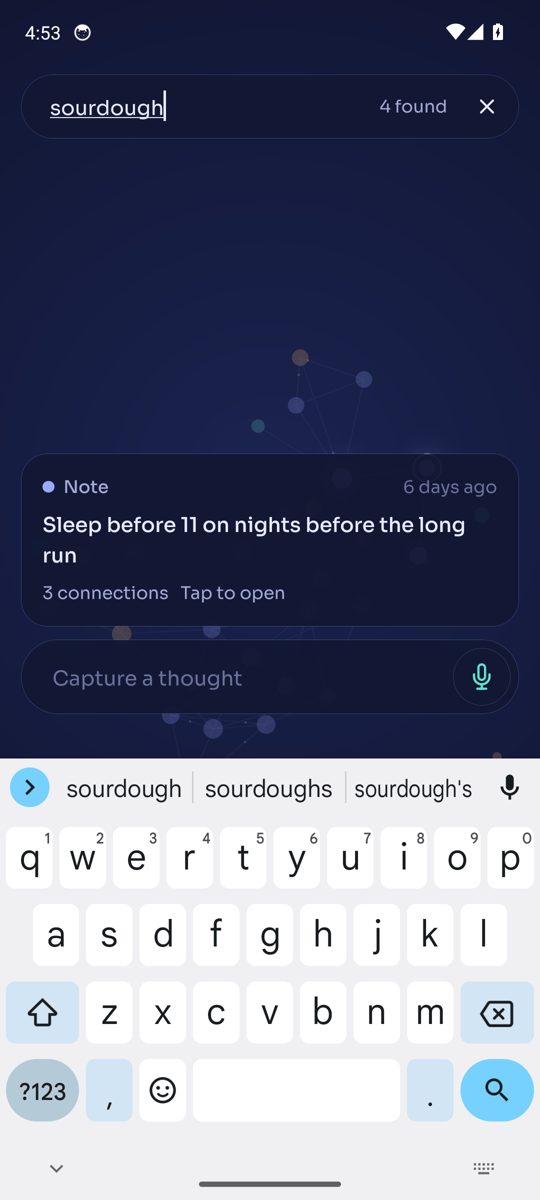 4:53
sourdough
4 found
Note
6 days ago
Sleep before 11 on nights before the long
run
3 connections Tap to open
Capture a thought
sourdough sourdoughs sourdough's
1 2 3 4 5 6 7 8 9 0
q w e r t y u i o p
a s d f g h j k l
z x c v b n m
?123 , .